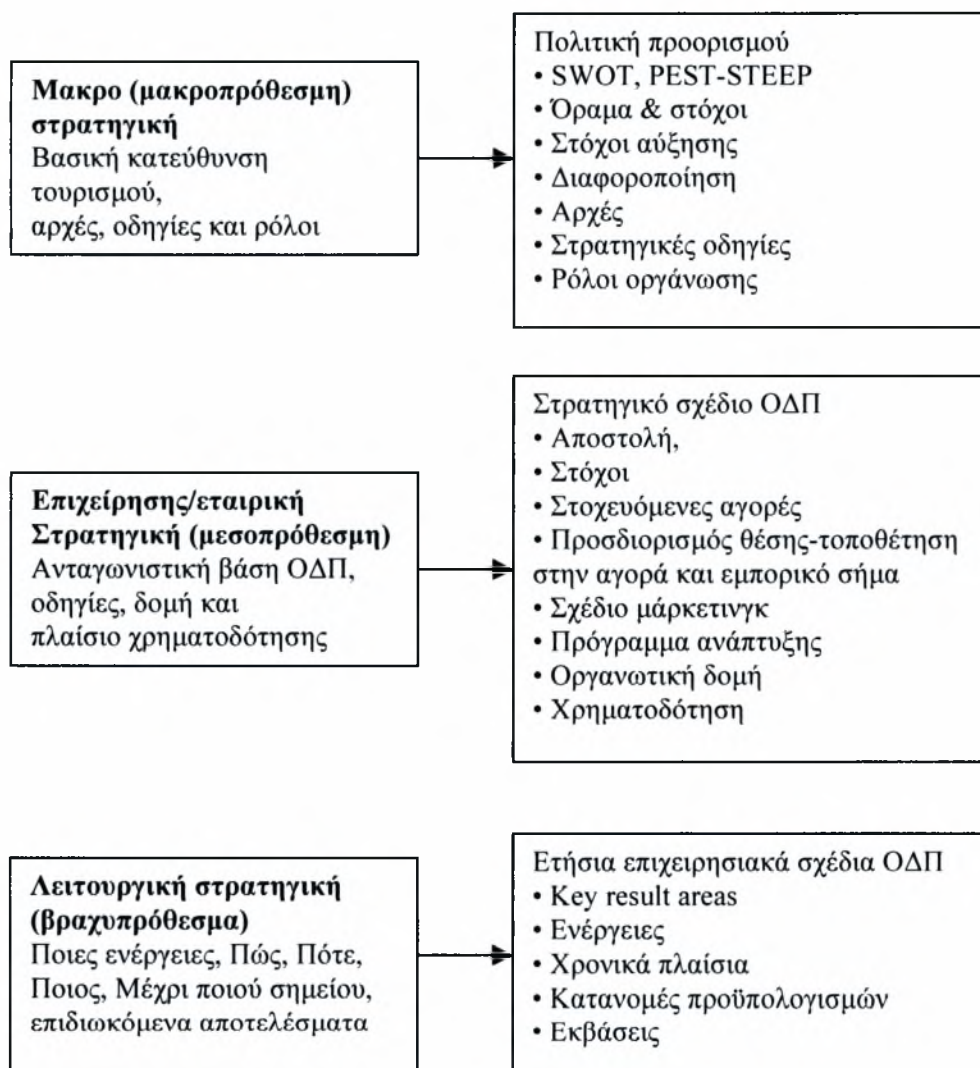 Μακρο (μακροπρόθεσμη)
στρατηγική
Βασική κατεύθυνση
τουρισμού,
αρχές, οδηγίες και ρόλοι
Πολιτική προορισμού
• SWOT, PEST-STEEP
• Όραμα & στόχοι
• Στόχοι αύξησης
• Διαφοροποίηση
• Αρχές
• Στρατηγικές οδηγίες
• Ρόλοι οργάνωσης
Επιχείρησης/εταιρική
Στρατηγική (μεσοπρόθεσμη)
Ανταγωνιστική βάση ΟΔΠ,
οδηγίες, δομή και
πλαίσιο χρηματοδότησης
Στρατηγικό σχέδιο ΟΔΠ
• Αποστολή,
• Στόχοι
• Στοχευόμενες αγορές
• Προσδιορισμός θέσης-τοποθέτηση
στην αγορά και εμπορικό σήμα
• Σχέδιο μάρκετινγκ
• Πρόγραμμα ανάπτυξης
• Οργανωτική δομή
• Χρηματοδότηση
Λειτουργική στρατηγική
(βραχυπρόθεσμα)
Ποιες ενέργειες, Πώς, Πότε,
Ποιος, Μέχρι ποιού σημείου,
επιδιωκόμενα αποτελέσματα
Ετήσια επιχειρησιακά σχέδια ΟΔΠ
• Key result areas
• Ενέργειες
• Χρονικά πλαίσια
• Κατανομές προϋπολογισμών
• Εκβάσεις